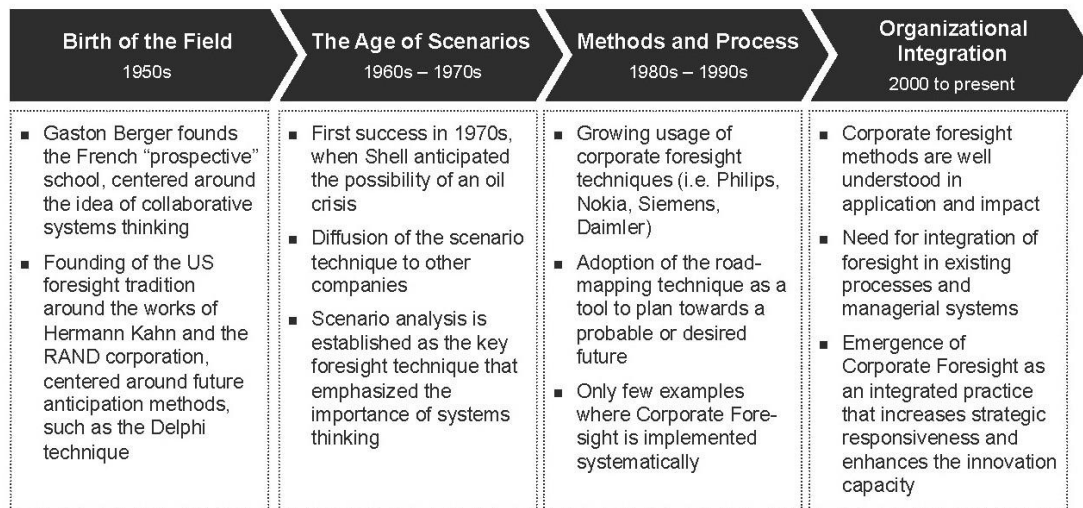 Birth of the Field
1950s
The Age of Scenarios
1960s – 1970s
Methods and Process
1980s – 1990s
Organizational
Integration
2000 to present
▪ Gaston Berger founds
the French “prospective”
school, centered around
the idea of collaborative
systems thinking
▪ Founding of the US
foresight tradition
around the works of
Hermann Kahn and the
RAND corporation,
centered around future
anticipation methods,
such as the Delphi
technique
▪ First success in 1970s,
when Shell anticipated
the possibility of an oil
crisis
▪ Diffusion of the scenario
technique to other
companies
▪ Scenario analysis is
established as the key
foresight technique that
emphasized the
importance of systems
thinking
▪ Growing usage of
corporate foresight
techniques (i.e. Philips,
Nokia, Siemens,
Daimler)
▪ Adoption of the road-
mapping technique as a
tool to plan towards a
probable or desired
future
▪ Only few examples
where Corporate Fore-
sight is implemented
systematically
▪ Corporate foresight
methods are well
understood in
application and impact
▪ Need for integration of
foresight in existing
processes and
managerial systems
▪ Emergence of
Corporate Foresight as
an integrated practice
that increases strategic
responsiveness and
enhances the innovation
capacity